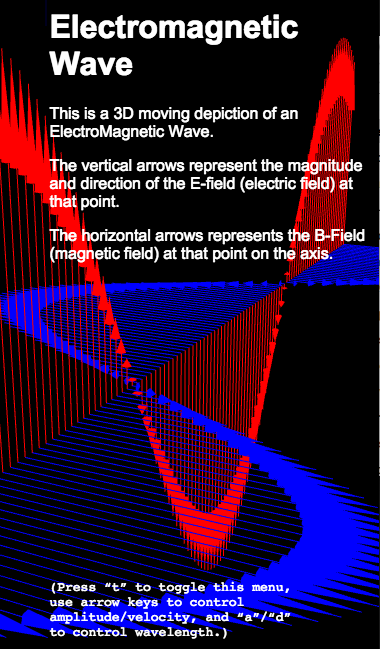 Electromagnetic
Wave
This is a 3D moving depiction of an
ElectroMagnetic Wave.
The vertical arrows represent the magnitude
and direction of the E-field (electric field) at
that point.
The horizontal arrows represents the B-Field
(magnetic field) at that point on the axis.
(Press “t” to toggle this menu,
use arrow keys to control
amplitude/velocity, and “a”/“d”
to control wavelength.)